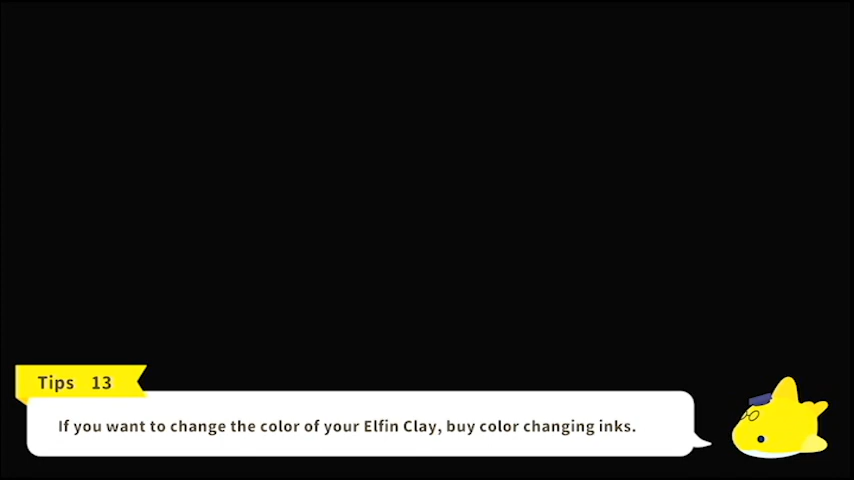 Tips 13
If you want to change the color of your Elfin Clay, buy color changing inks.